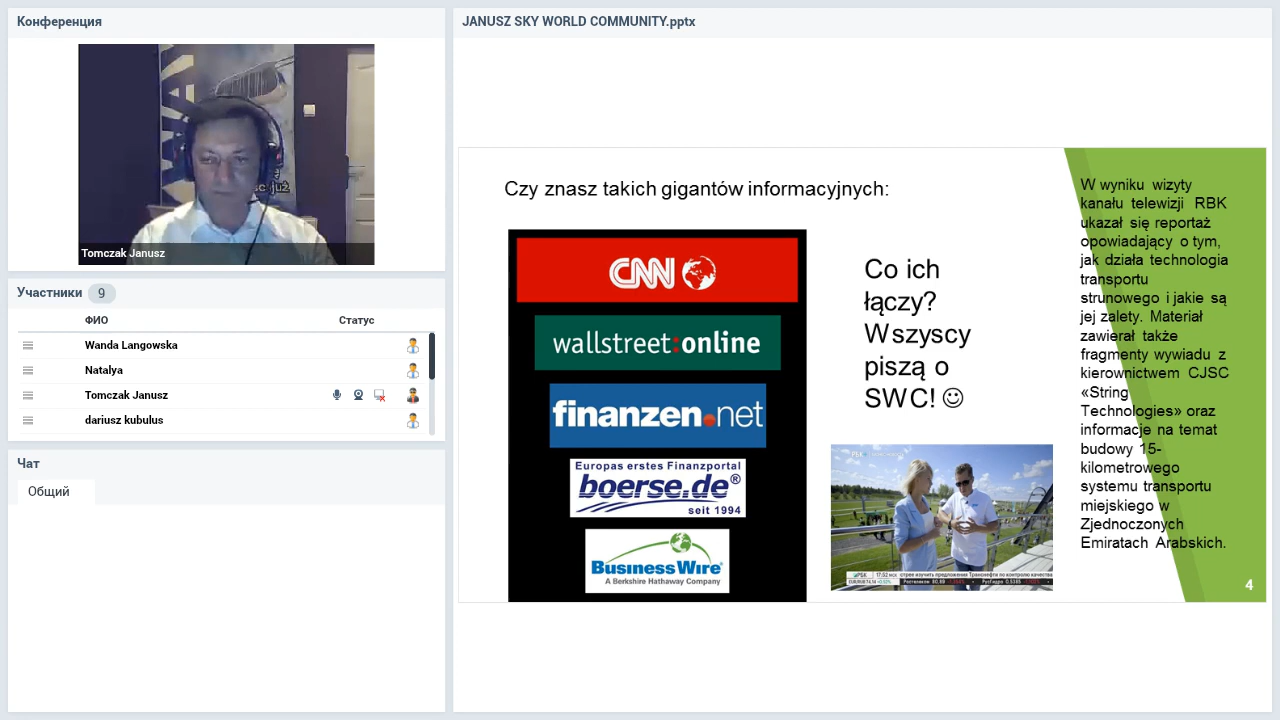 Конференция
Tomczak Janusz
Участники 9
ФИО Статус
Wanda Langowska
Natalya
Tomczak Janusz
dariusz kubulus
Чат
Общий
JANUSZ SKY WORLD COMMUNITY.pptx
Czy znasz takich gigantów informacyjnych:
CNN
wallstreet:online
finanzen.net
Europas erstes Finanzportal
boerse.de®
seit 1994
BUSINESS WIRE
A Berkshire Hathaway Company
Co ich
łączy?
Wszyscy
piszą o
SWC! ☺
W wyniku wizyty
kanału telewizji RBK
ukazał się reportaż
opowiadający o tym,
jak działa technologia
transportu
strunowego i jakie są
jej zalety. Materiał
zawierał także
fragmenty wywiadu z
kierownictwem CJSC
«String
Technologies» oraz
informacje na temat
budowy 15-
kilometrowego
systemu transportu
miejskiego w
Zjednoczonych
Emiratach Arabskich.
4